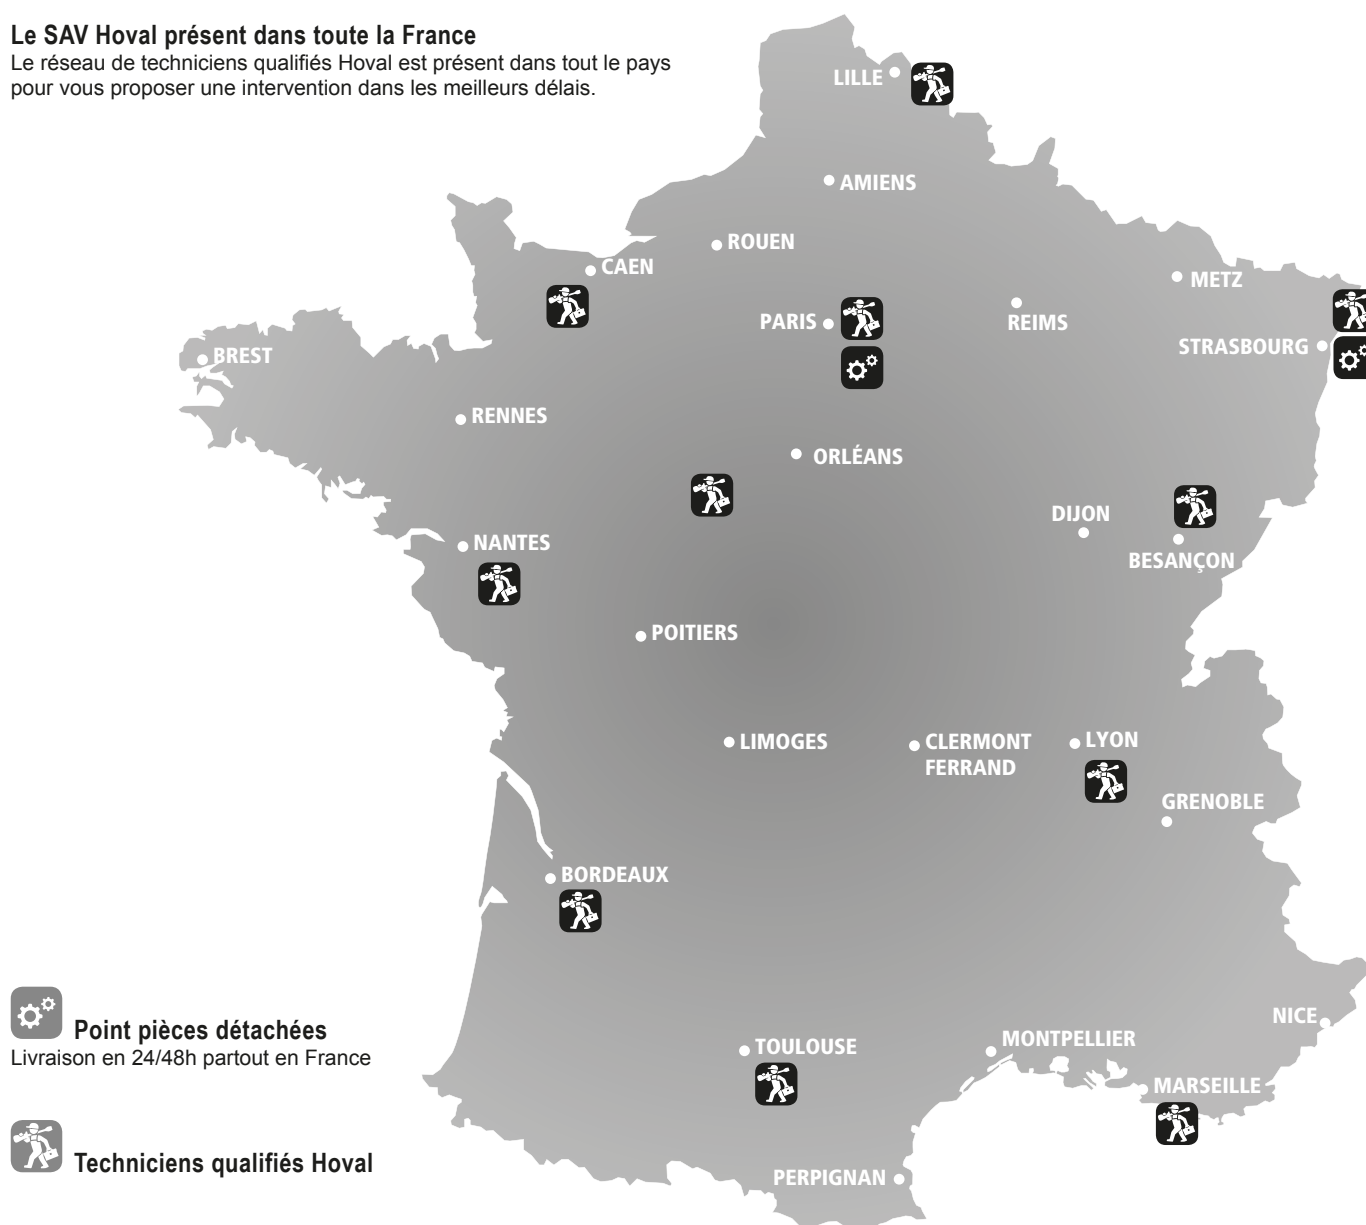 Le SAV Hoval présent dans toute la France
Le réseau de techniciens qualifiés Hoval est présent dans tout le pays
pour vous proposer une intervention dans les meilleurs délais.
LILLE
AMIENS
ROUEN
CAEN
METZ
PARIS
REIMS
STRASBOURG
BREST
RENNES
ORLÉANS
DIJON
NANTES
BESANÇON
POITIERS
LIMOGES
CLERMONT
FERRAND
LYON
GRENOBLE
BORDEAUX
NICE
Point pièces détachées
Livraison en 24/48h partout en France
MONTPELLIER
TOULOUSE
MARSEILLE
Techniciens qualifiés Hoval
PERPIGNAN